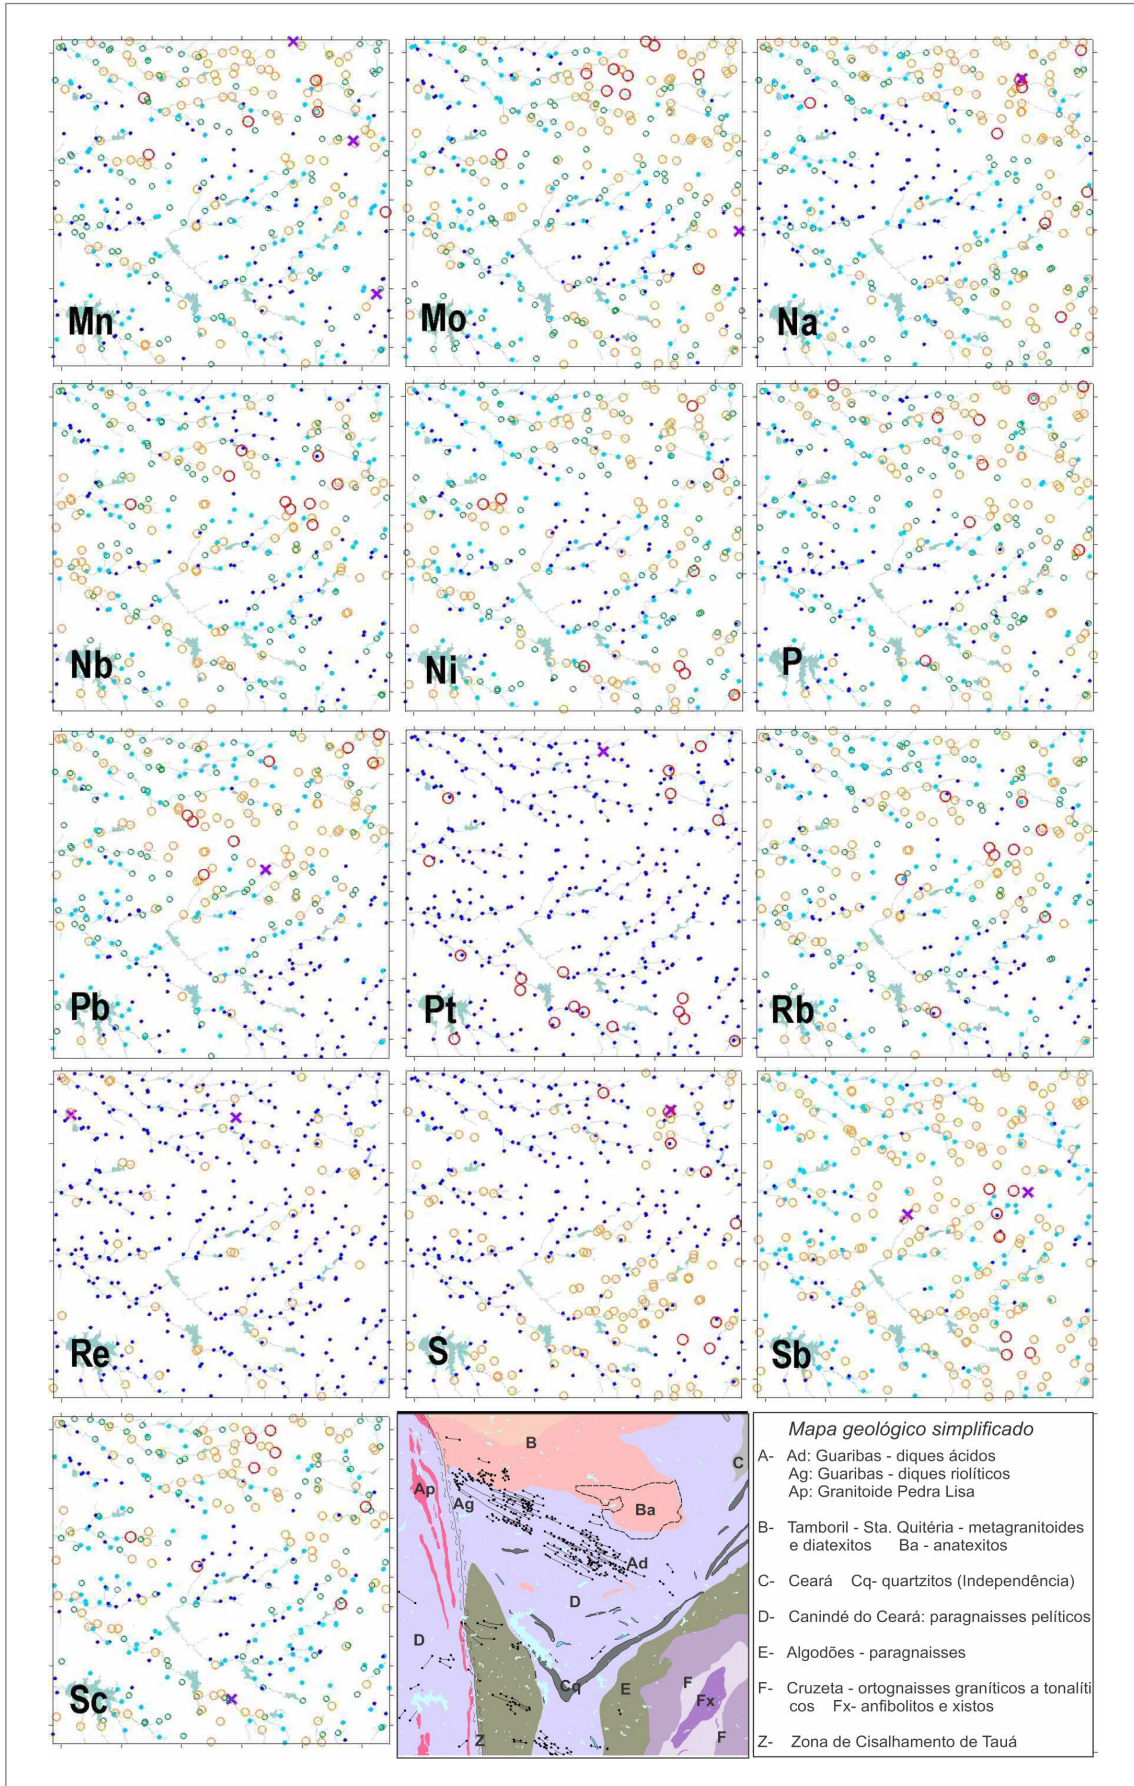 Mn
Mo
Na
Nb
Ni
P
Pb
Pt
Rb
Re
S
Sb
Sc
B
C
Ap
Ag
Ba
Ad
D
D
Cq
E
F
Fx
Z
F
Mapa geológico simplificado
A- Ad: Guaribas - diques ácidos
Ag: Guaribas - diques riolíticos
Ap: Granitoide Pedra Lisa
B- Tamboril - Sta. Quitéria - metagranitoides
e diatexitos Ba - anatexitos
C- Ceará Cq- quartzitos (Independência)
D- Canindé do Ceará: paragnaisses pelíticos
E- Algodões - paragnaisses
F- Cruzeta - ortognaisses graníticos a tonalíti
cos Fx- anfibolitos e xistos
Z- Zona de Cisalhamento de Tauá